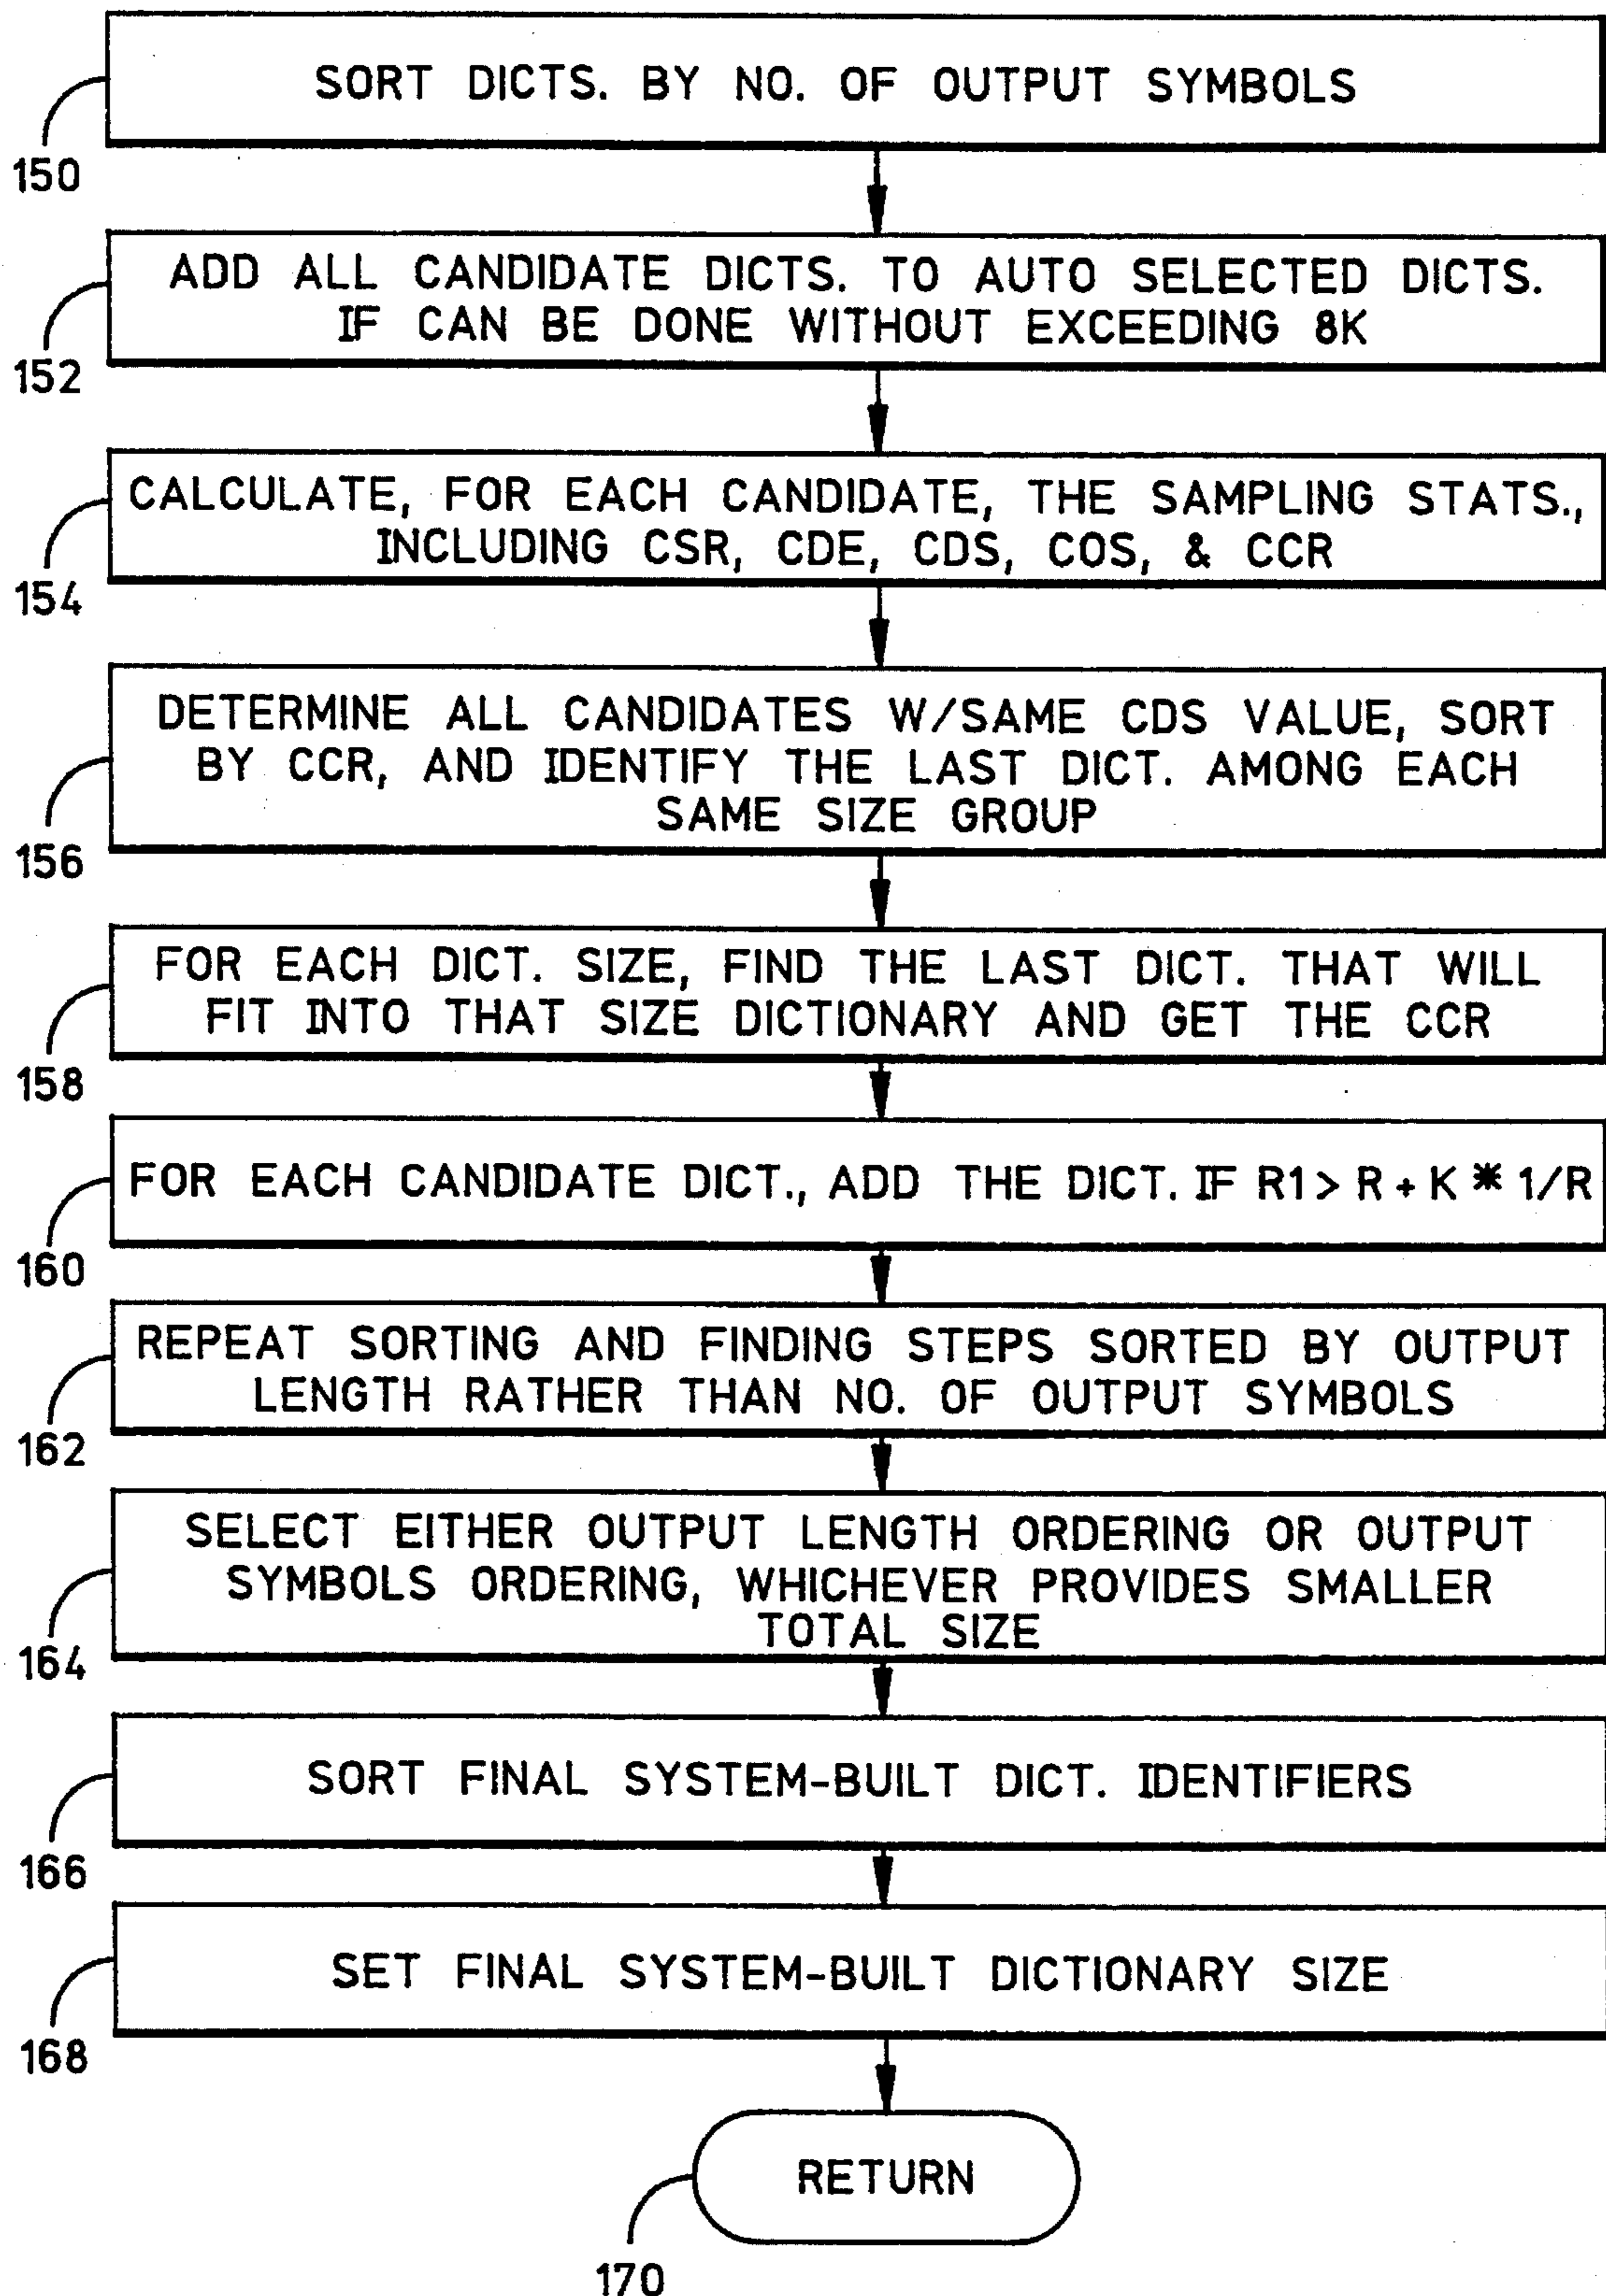 SORT DICTS. BY NO. OF OUTPUT SYMBOLS
150
ADD ALL CANDIDATE DICTS. TO AUTO SELECTED DICTS.
IF CAN BE DONE WITHOUT EXCEEDING 8K
152
CALCULATE, FOR EACH CANDIDATE, THE SAMPLING STATS.,
INCLUDING CSR, CDE, CDS, COS, & CCR
154
DETERMINE ALL CANDIDATES W/SAME CDS VALUE, SORT
BY CCR, AND IDENTIFY THE LAST DICT. AMONG EACH
SAME SIZE GROUP
156
FOR EACH DICT. SIZE, FIND THE LAST DICT. THAT WILL
FIT INTO THAT SIZE DICTIONARY AND GET THE CCR
158
FOR EACH CANDIDATE DICT., ADD THE DICT. IF R1 > R + K * 1/R
160
REPEAT SORTING AND FINDING STEPS SORTED BY OUTPUT
LENGTH RATHER THAN NO. OF OUTPUT SYMBOLS
162
SELECT EITHER OUTPUT LENGTH ORDERING OR OUTPUT
SYMBOLS ORDERING, WHICHEVER PROVIDES SMALLER
TOTAL SIZE
164
SORT FINAL SYSTEM-BUILT DICT. IDENTIFIERS
166
SET FINAL SYSTEM-BUILT DICTIONARY SIZE
168
RETURN
170